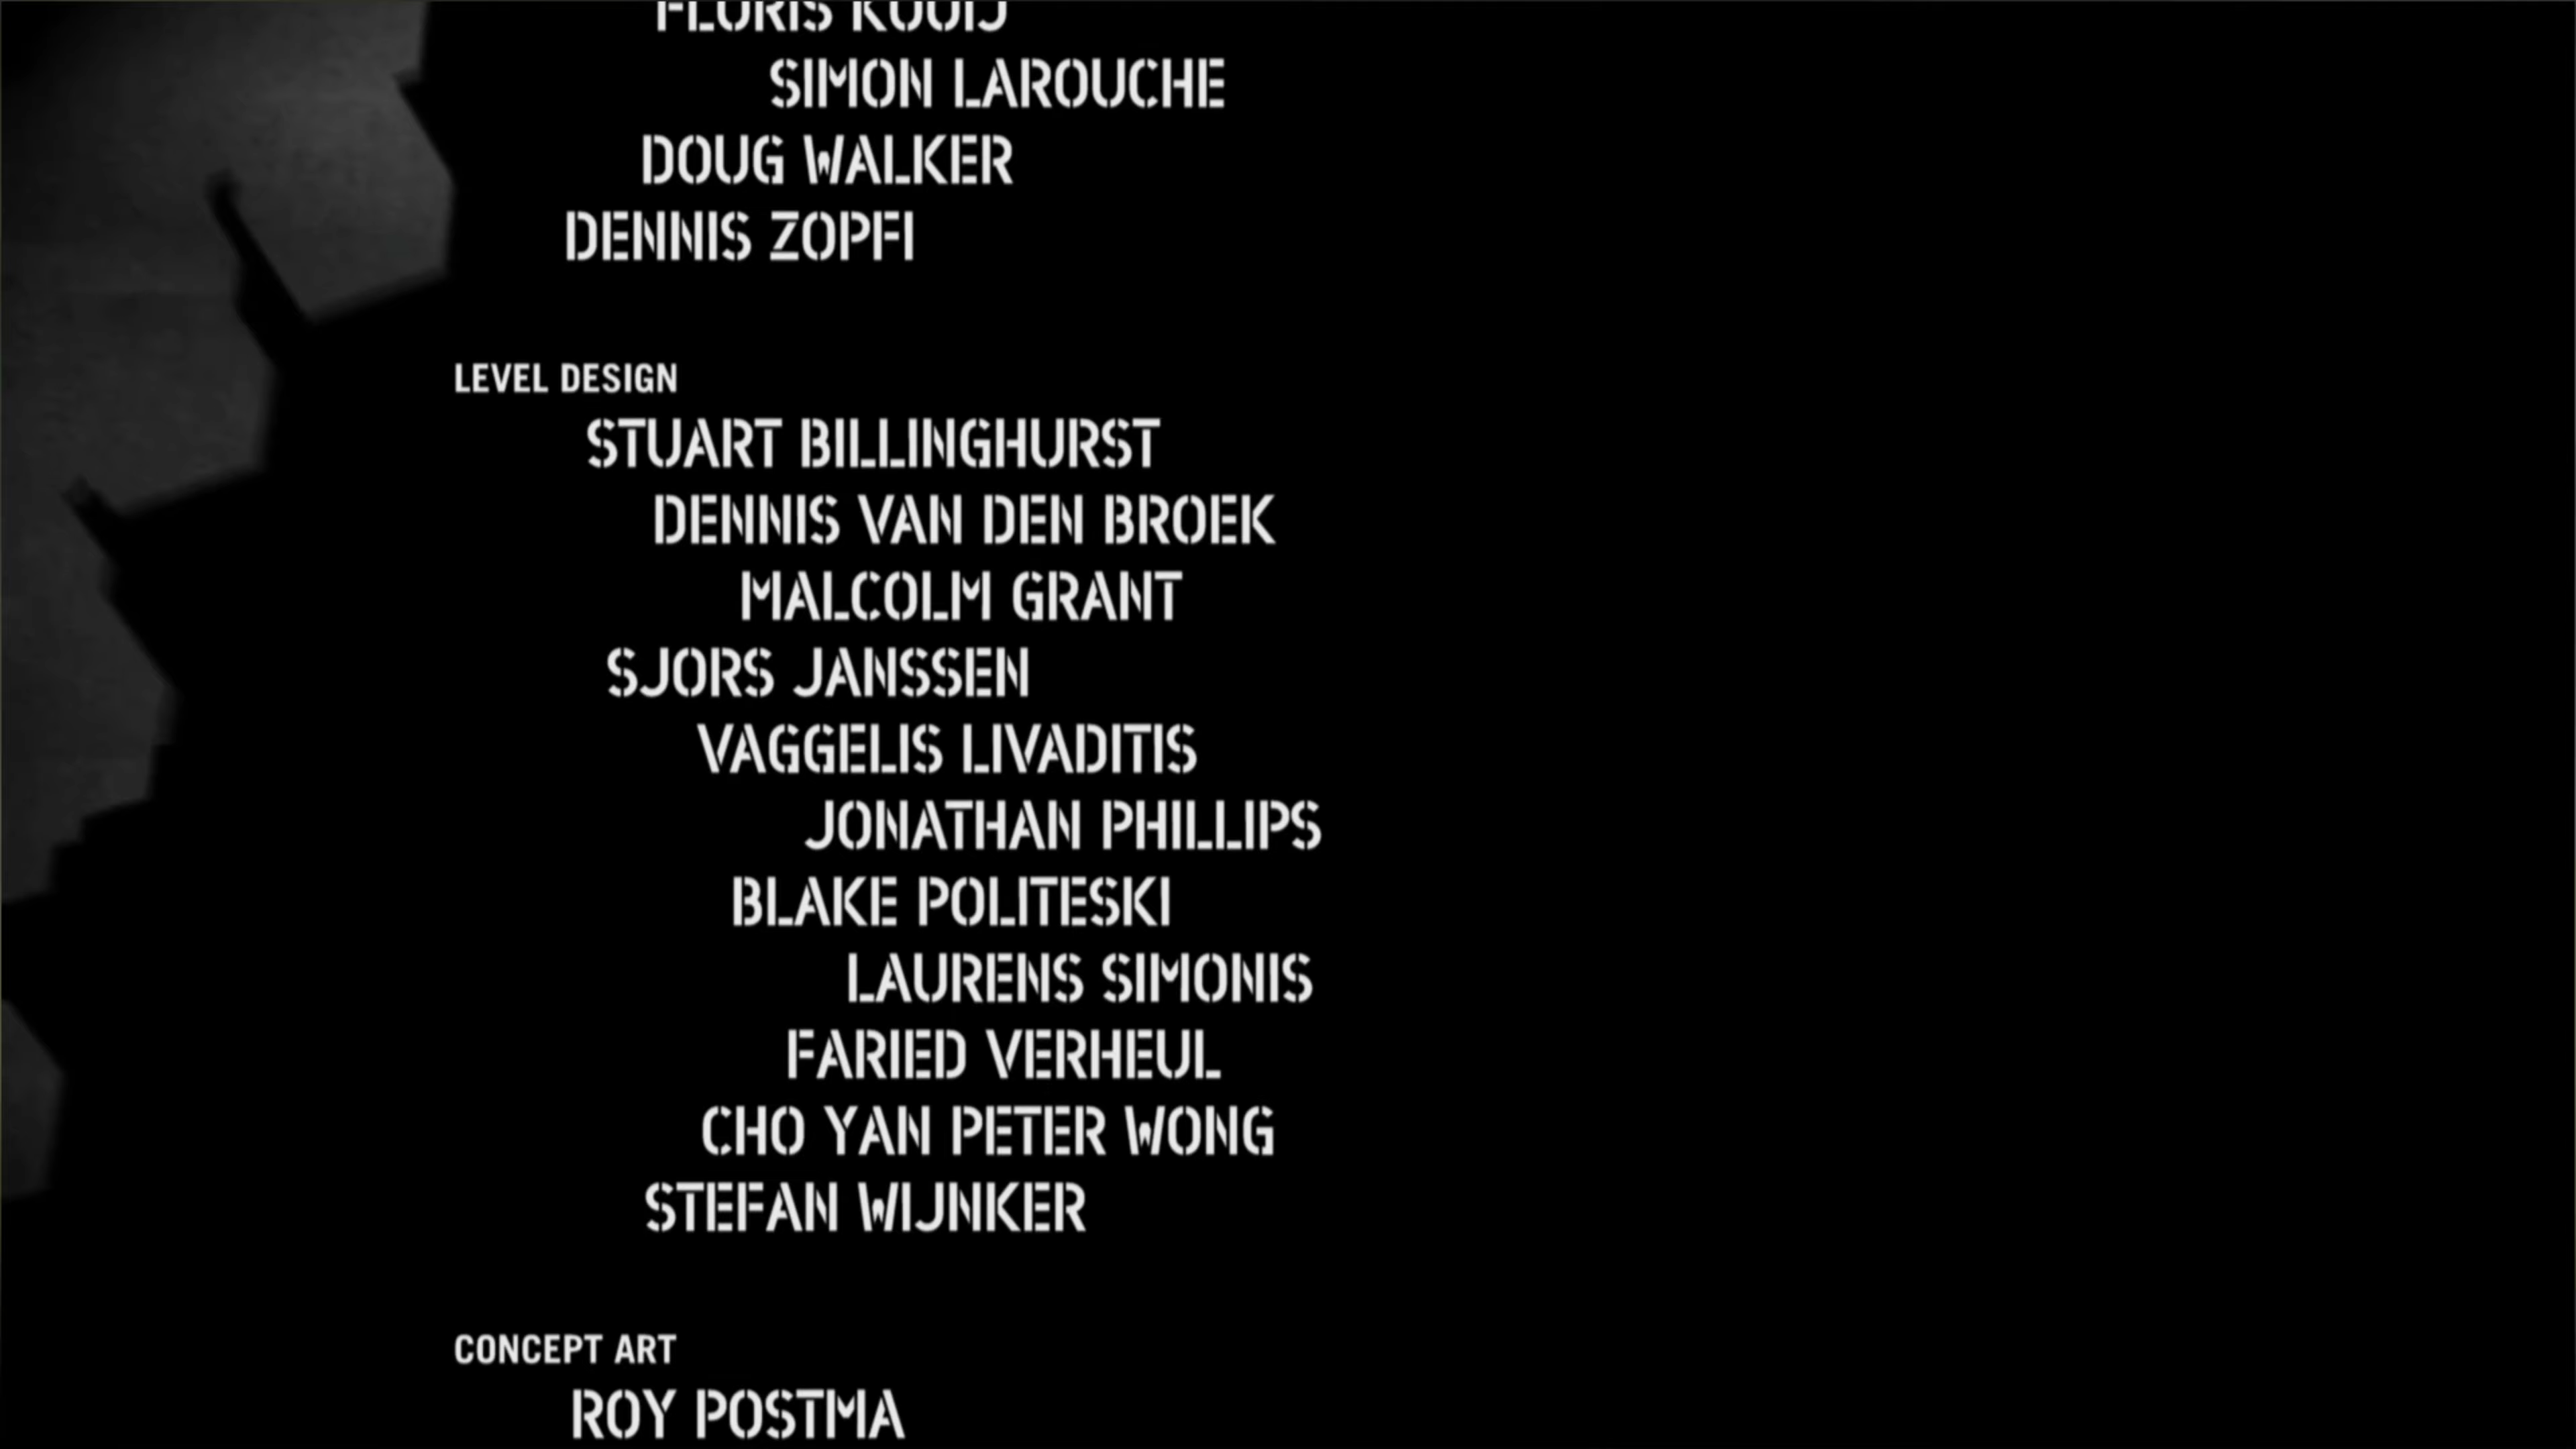 FLORIS KOOIJ
SIMON LAROUCHE
DOUG WALKER
DENNIS ZOPFI
LEVEL DESIGN
STUART BILLINGHURST
DENNIS VAN DEN BROEK
MALCOLM GRANT
SJORS JANSSEN
VAGGELIS LIVADITIS
JONATHAN PHILLIPS
BLAKE POLITESKI
LAURENS SIMONIS
FARIED VERHEUL
CHO YAN PETER WONG
STEFAN WIJNKER
CONCEPT ART
ROY POSTMA